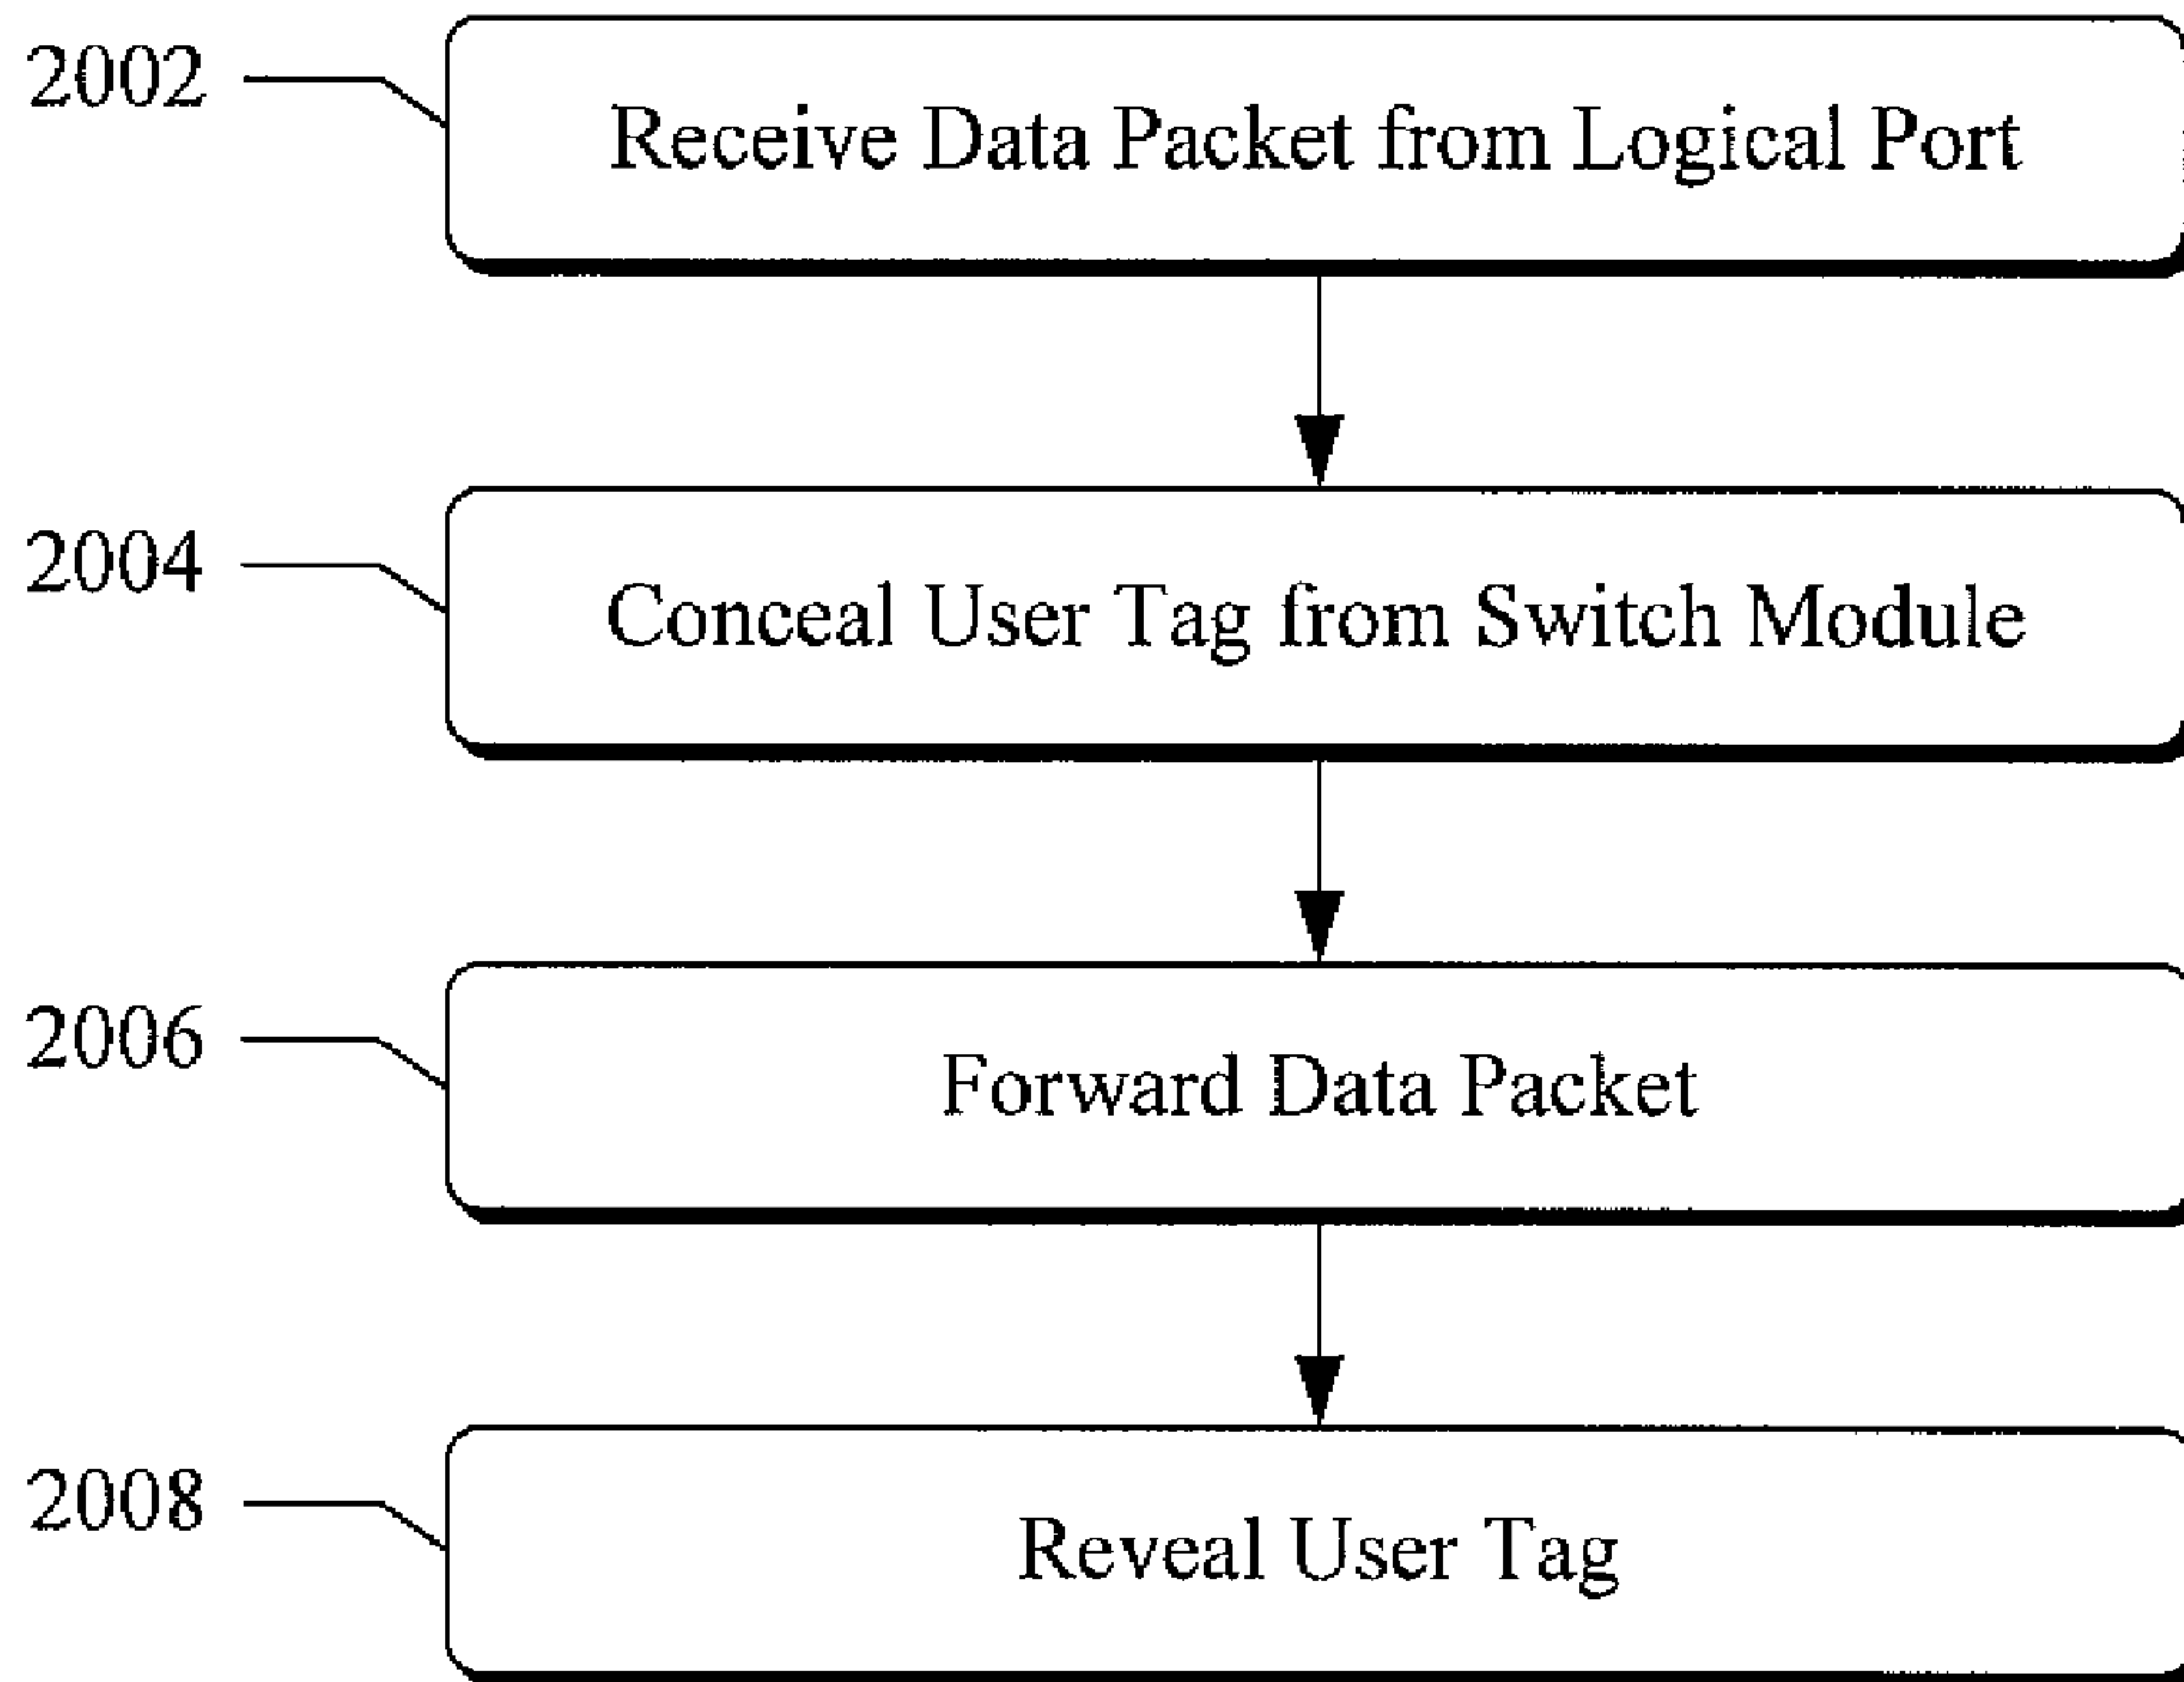 2002
Receive Data Packet from Logical Port
2004
Conceal User Tag from Switch Module
2006
Forward Data Packet
2008
Reveal User Tag